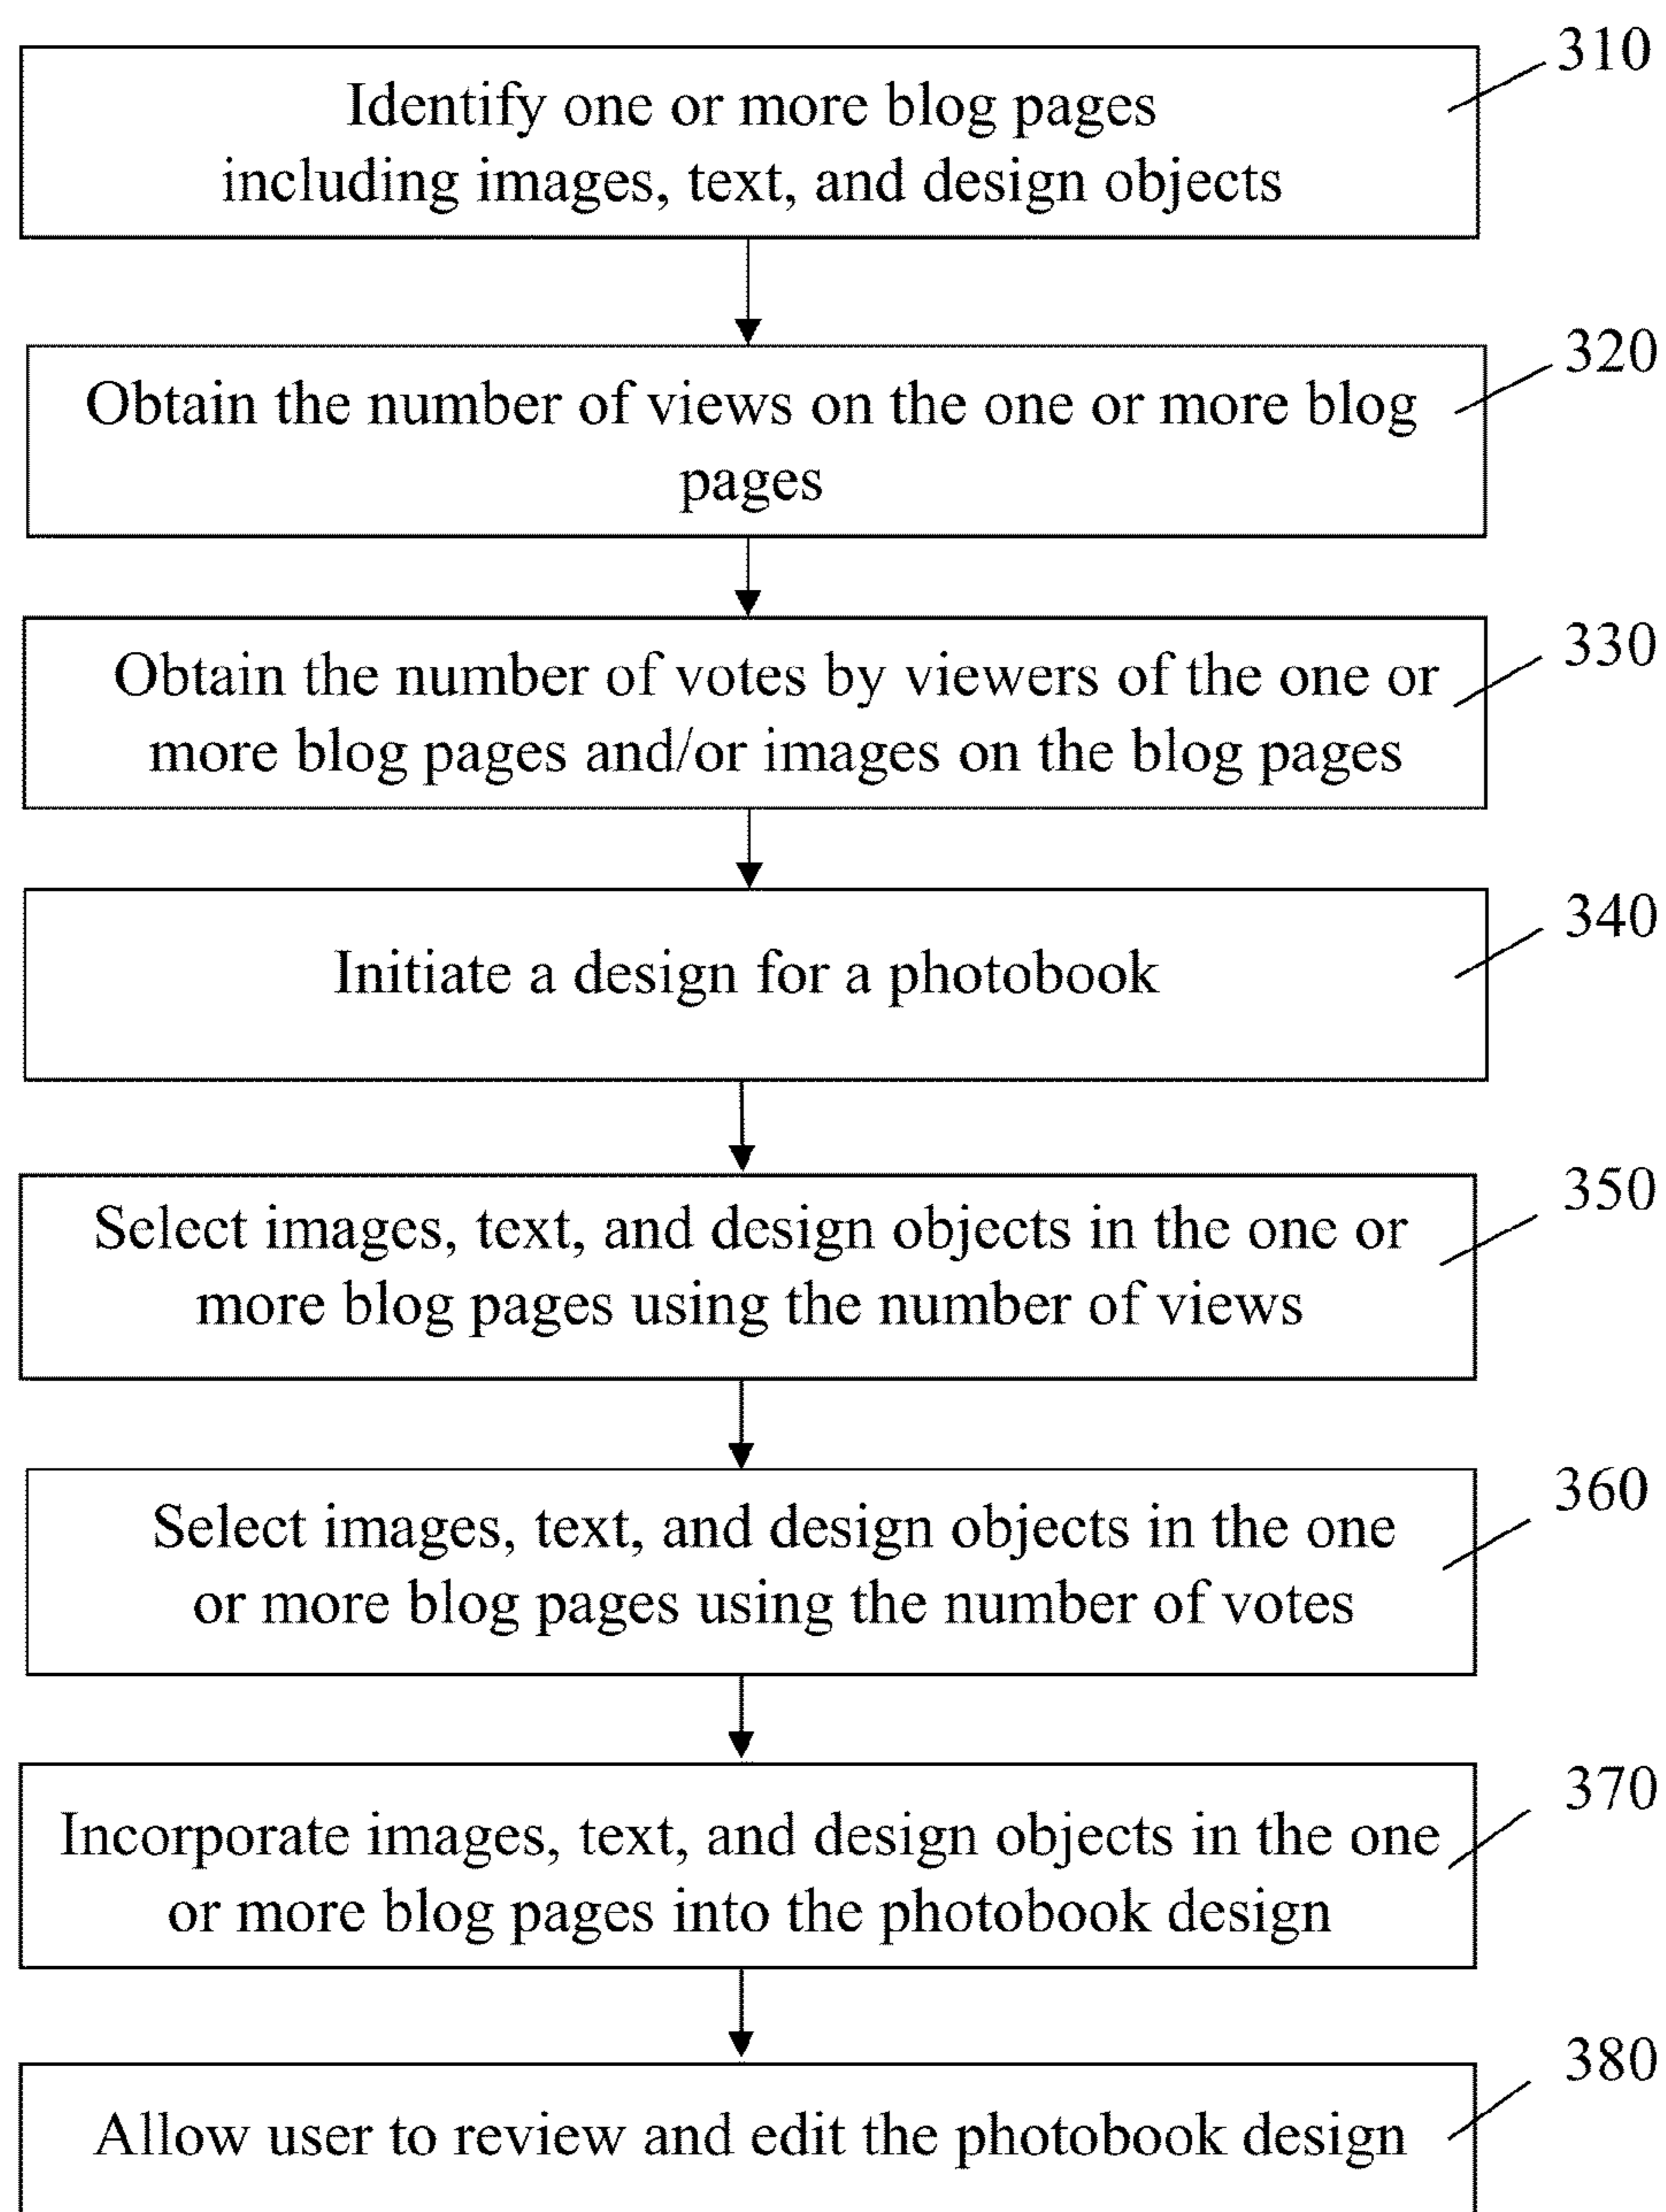 310
Identify one or more blog pages
including images, text, and design objects
320
Obtain the number of views on the one or more blog
pages
330
Obtain the number of votes by viewers of the one or
more blog pages and/or images on the blog pages
340
Initiate a design for a photobook
350
Select images, text, and design objects in the one or
more blog pages using the number of views
360
Select images, text, and design objects in the one
or more blog pages using the number of votes
370
Incorporate images, text, and design objects in the one
or more blog pages into the photobook design
380
Allow user to review and edit the photobook design